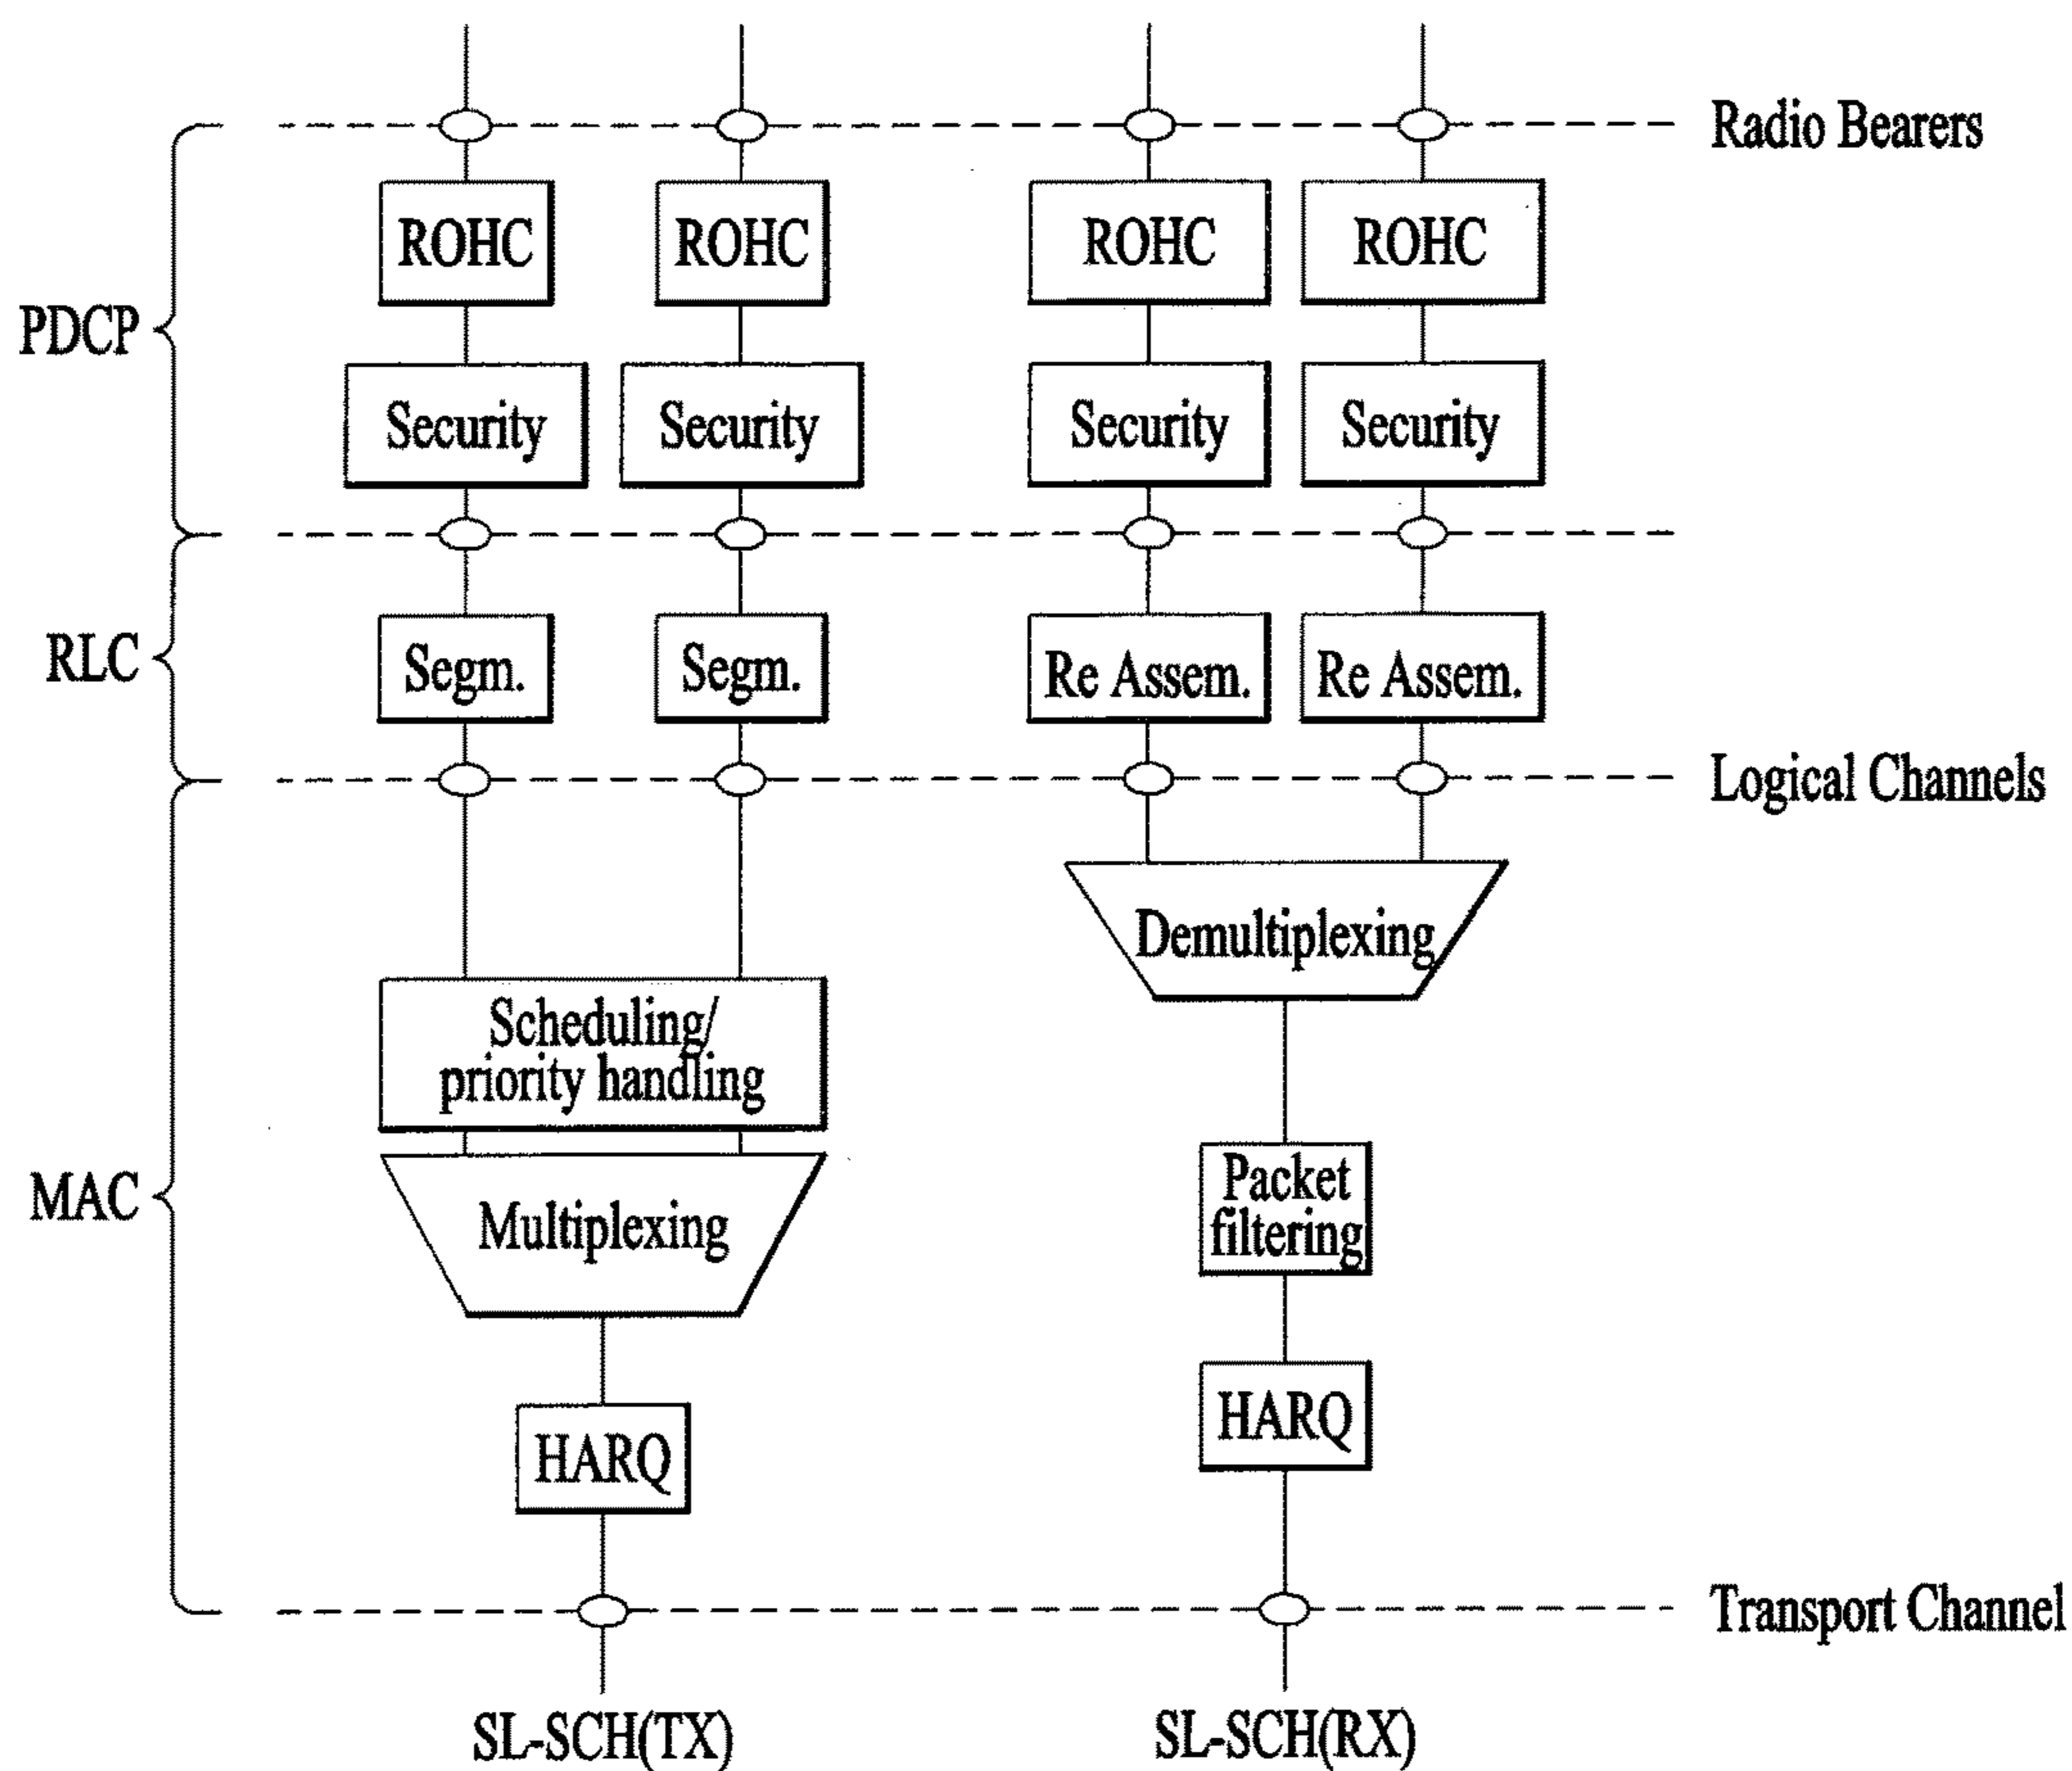 Radio Bearers
ROHC
ROHC
ROHC
ROHC
PDCP
Security
Security
Security
Security
RLC
Segm.
Segm.
Re Assem.
Re Assem.
Logical Channels
Demultiplexing
Scheduling/
priority handling
MAC
Multiplexing
Packet
filtering
HARQ
HARQ
Transport Channel
SL-SCH(TX)
SL-SCH(RX)